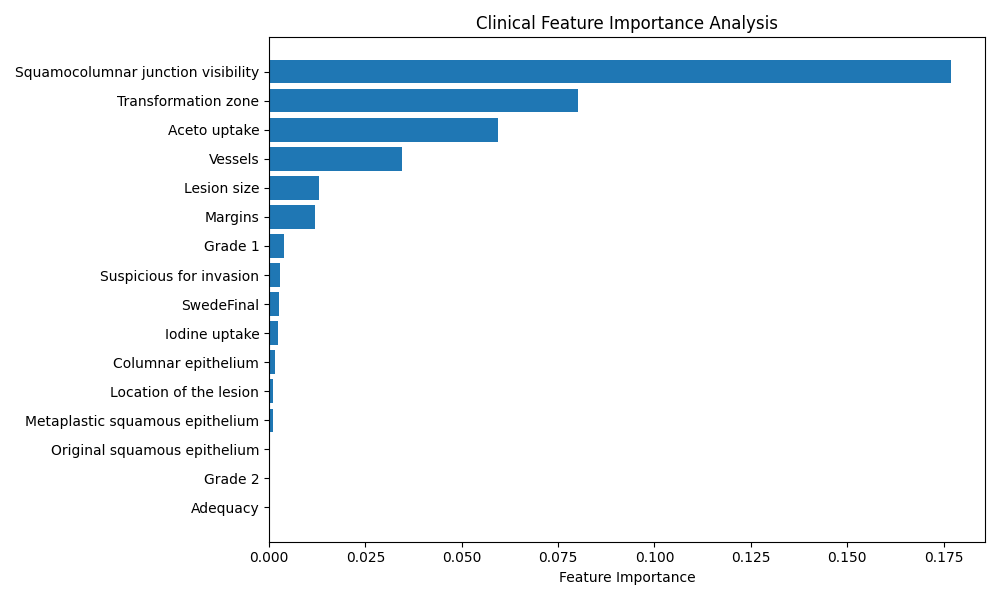 Clinical Feature Importance Analysis
Squamocolumnar junction visibility
Transformation zone
Aceto uptake
Vessels
Lesion size
Margins
Grade 1
Suspicious for invasion
SwedeFinal
Iodine uptake
Columnar epithelium
Location of the lesion
Metaplastic squamous epithelium
Original squamous epithelium
Grade 2
Adequacy
0.000 0.025 0.050 0.075 0.100 0.125 0.150 0.175
Feature Importance